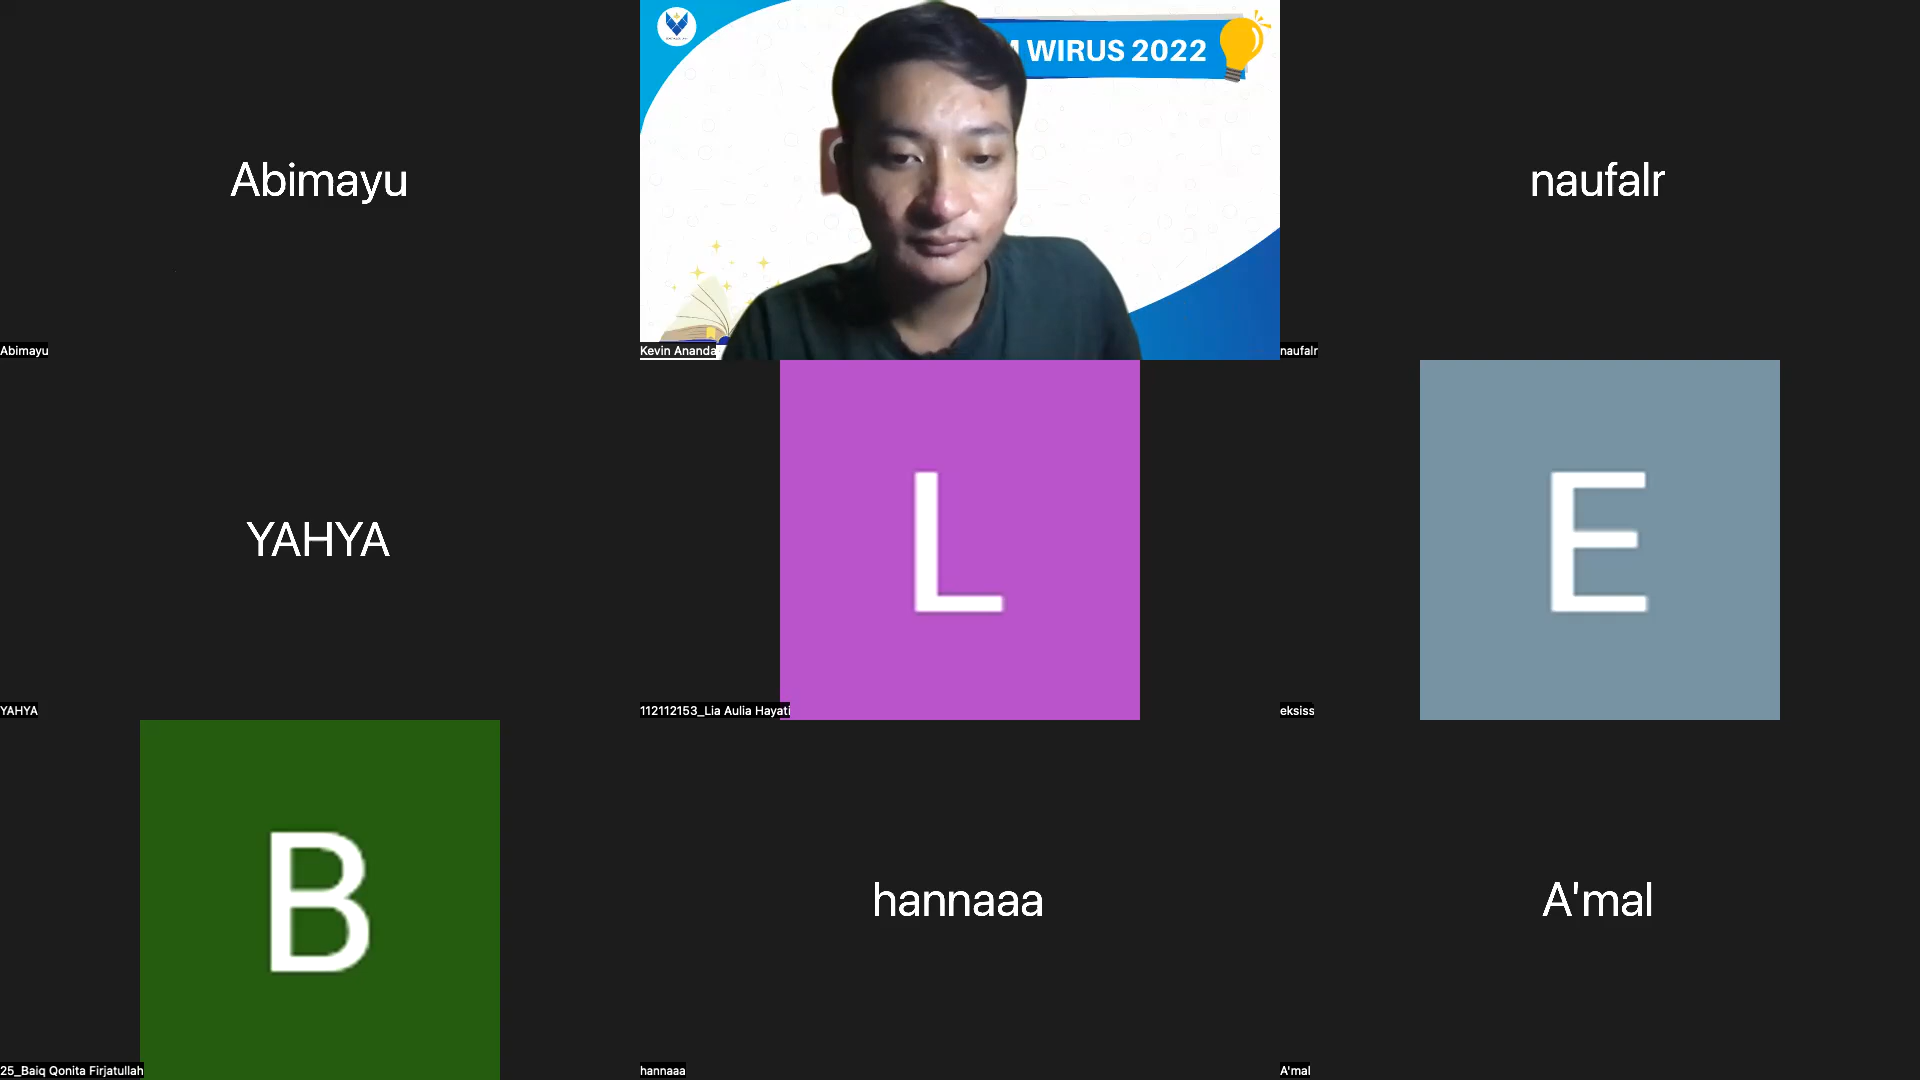 Abimayu
Abimayu
WIRUS 2022
Kevin Ananda
naufalr
naufalr
YAHYA
YAHYA
L
112112153_Lia Aulia Hayati
E
eksiss
B
25_Baiq Qonita Firjatullah
hannaaa
hannaaa
A'mal
A'mal